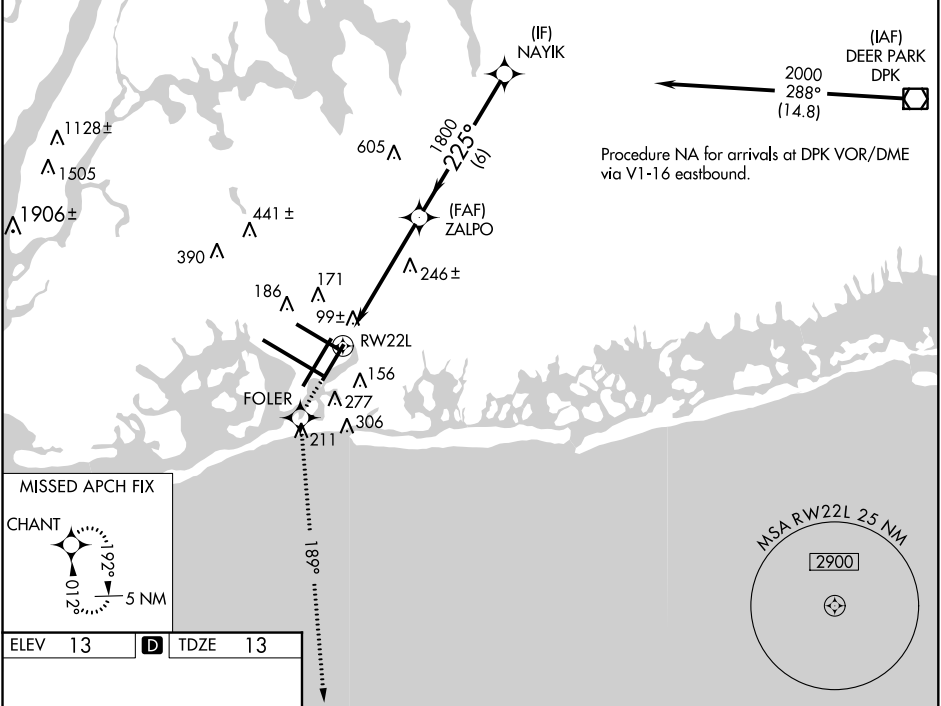 (IF)
NAYIK
(IAF)
DEER PARK
DPK
2000
288°
(14.8)
1128±
1505
1906±
605
1800
225°
(6)
Procedure NA for arrivals at DPK VOR/DME
via V1-16 eastbound.
441±
390
(FAF)
ZALPO
246±
171
186
99±
RW22L
156
FOLER
277
306
211
MISSED APCH FIX
CHANT
192°
012°
5 NM
189°
MSA RW22L 25 NM
2900
ELEV 13
D
TDZE 13